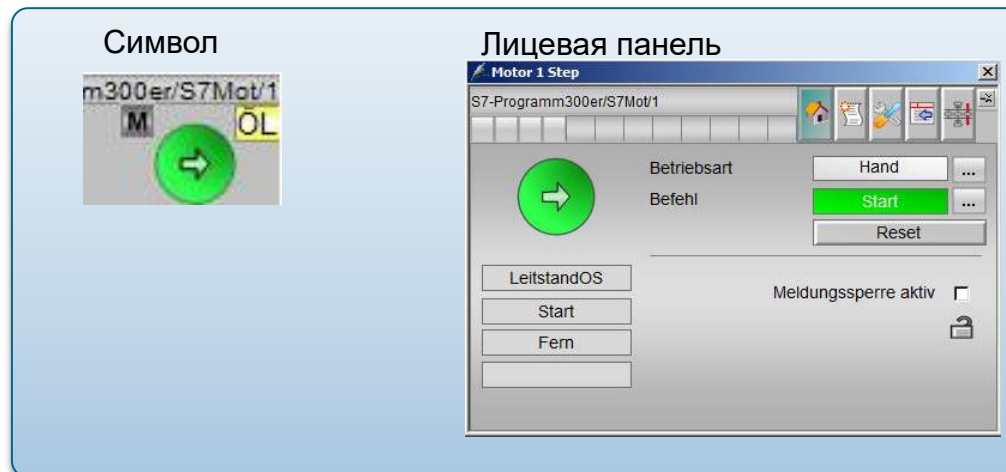 Символ
Лицевая панель
m300er/S7Mot/1
M
ÖL
Motor 1 Step
S7-Programm300er/S7Mot/1
Betriebsart
Hand
...
Befehl
Start
...
Reset
LeitstandOS
Start
Fern
Meldungssperre aktiv